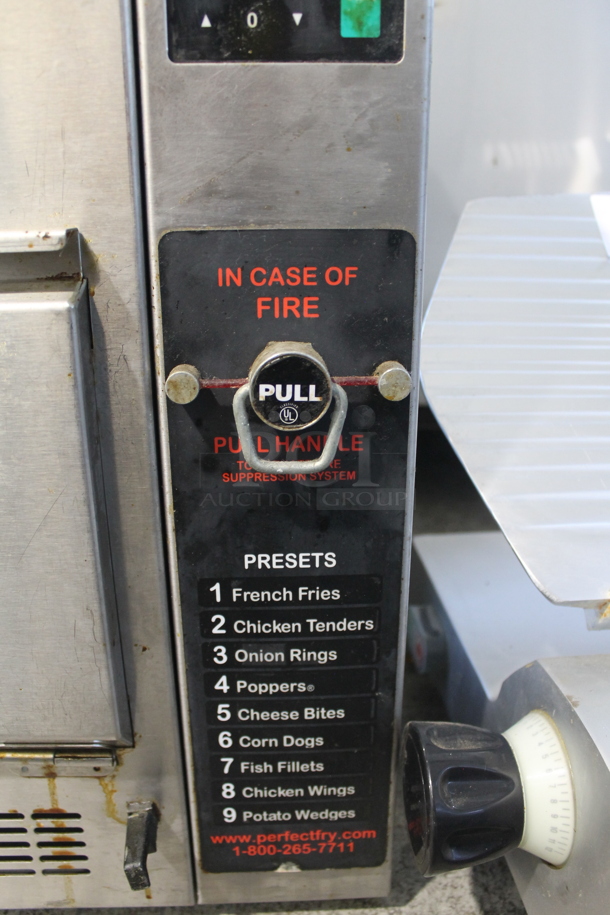 ▲ 0 ▼
IN CASE OF
FIRE
PULL
UL
PULL HANDLE
SUPPRESSION SYSTEM
AUCTION GROUP
PRESETS
1 French Fries
2 Chicken Tenders
3 Onion Rings
4 Poppers®
5 Cheese Bites
6 Corn Dogs
7 Fish Fillets
8 Chicken Wings
9 Potato Wedges
www.perfectfry.com
1-800-265-7711